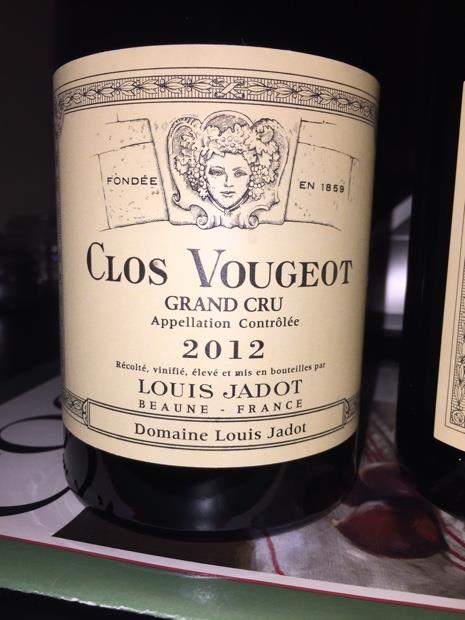 FONDÉE EN 1859
CLOS VOUGEOT
GRAND CRU
Appellation Contrôlée
2012
Récolté, vinifié, élevé et mis en bouteilles par
LOUIS JADOT
BEAUNE - FRANCE
Domaine Louis Jadot